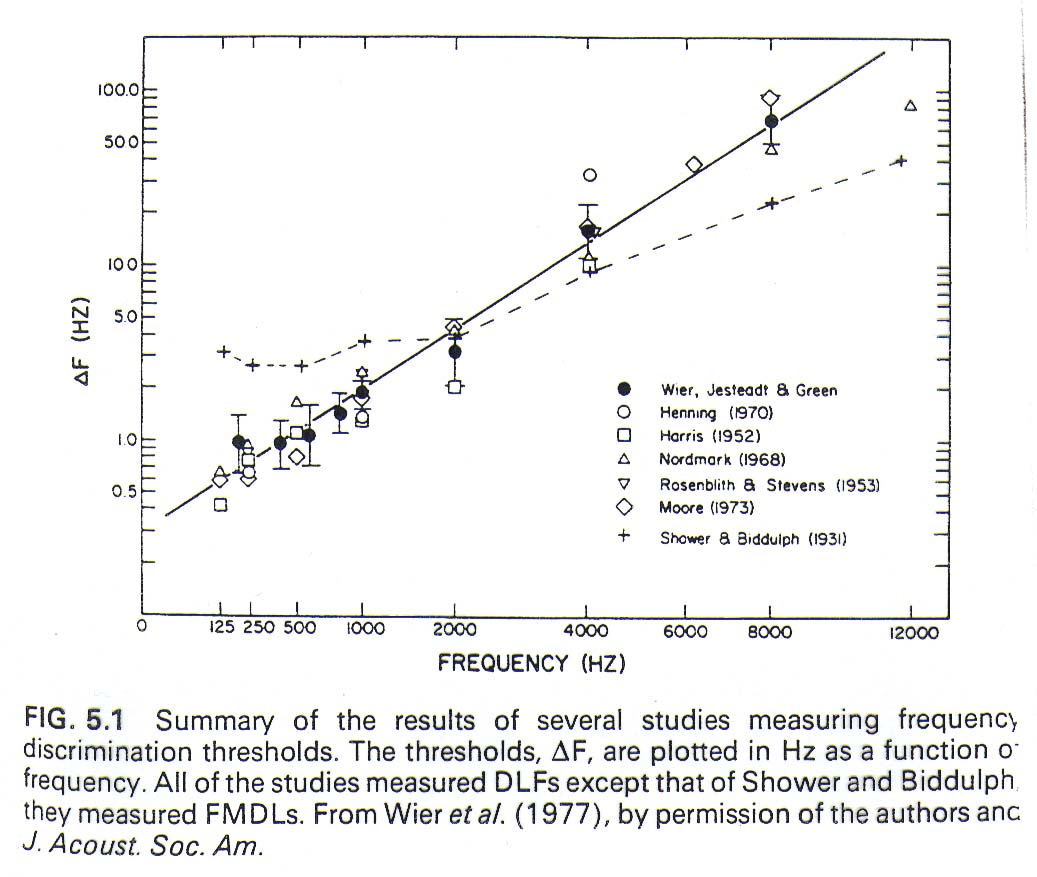 100.0
50.0
10.0
5.0
1.0
0.5
ΔF (HZ)
0 125 250 500 1000 2000 4000 6000 8000 12000
FREQUENCY (HZ)
Wier, Jesteadt & Green
Henning (1970)
Harris (1952)
Nordmark (1968)
Rosenblith & Stevens (1953)
Moore (1973)
Shower & Biddulph (1931)
FIG. 5.1 Summary of the results of several studies measuring frequency
discrimination thresholds. The thresholds, ΔF, are plotted in Hz as a function o
frequency. All of the studies measured DLFs except that of Shower and Biddulph,
they measured FMDLs. From Wier et al. (1977), by permission of the authors and
J. Acoust. Soc. Am.